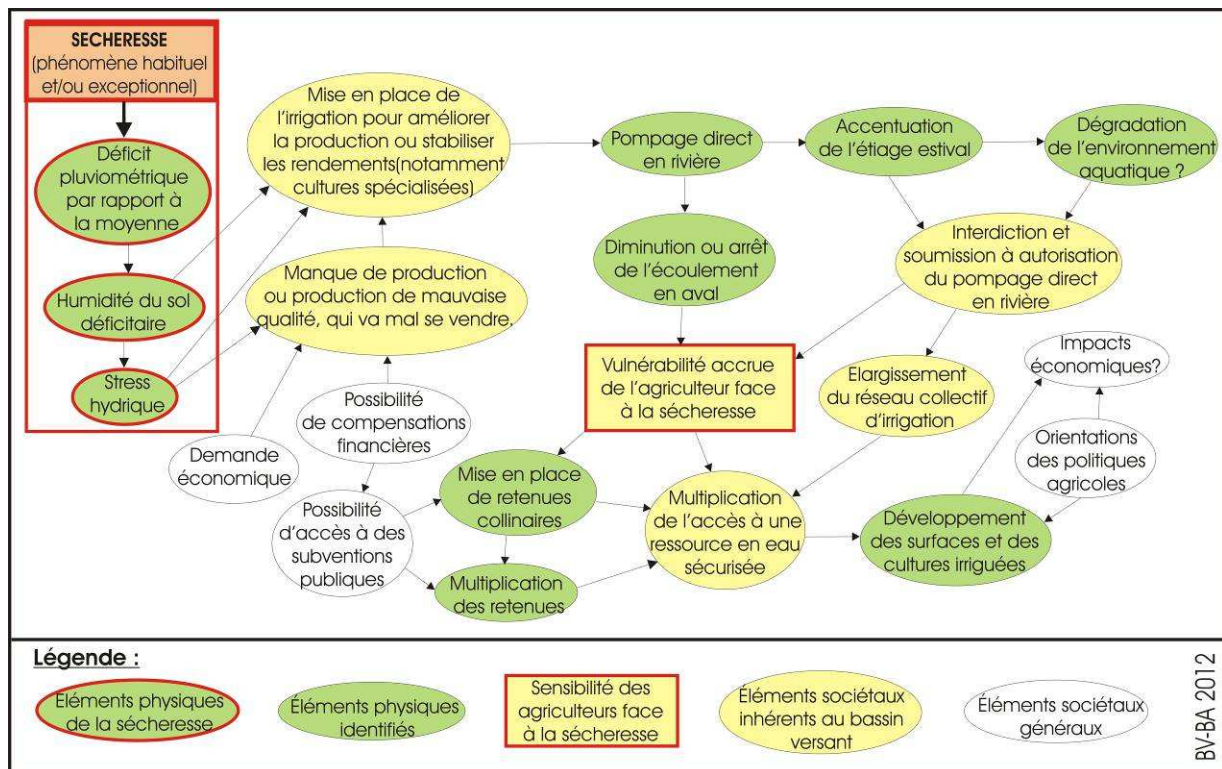 SECHERESSE
(phénomène habituel
et/ou exceptionnel)
Déficit
pluviométrique
par rapport à
la moyenne
Humidité du sol
déficitaire
Stress
hydrique
Mise en place de
l'irrigation pour améliorer
la production ou stabiliser
les rendements(notamment
cultures spécialisées)
Manque de production
ou production de mauvaise
qualité, qui va mal se vendre.
Possibilité
de compensations
financières
Demande
économique
Possibilité
d'accès à des
subventions
publiques
Pompage direct
en rivière
Diminution ou arrêt
de l'écoulement
en aval
Vulnérabilité accrue
de l'agriculteur face
à la sécheresse
Mise en place
de retenues
collinaires
Multiplication
des retenues
Accentuation
de l'étiage estival
Dégradation
de l'environnement
aquatique ?
Interdiction et
soumission à autorisation
du pompage direct
en rivière
Elargissement
du réseau collectif
d'irrigation
Multiplication
de l'accès à une
ressource en eau
sécurisée
Impacts
économiques?
Orientations
des politiques
agricoles
Développement
des surfaces et des
cultures irriguées
Légende :
Eléments physiques
de la sécheresse
Éléments physiques
identifiés
Sensibilité des
agriculteurs face
à la sécheresse
Éléments sociétaux
inhérents au bassin
versant
Éléments sociétaux
généraux
BV-BA 2012